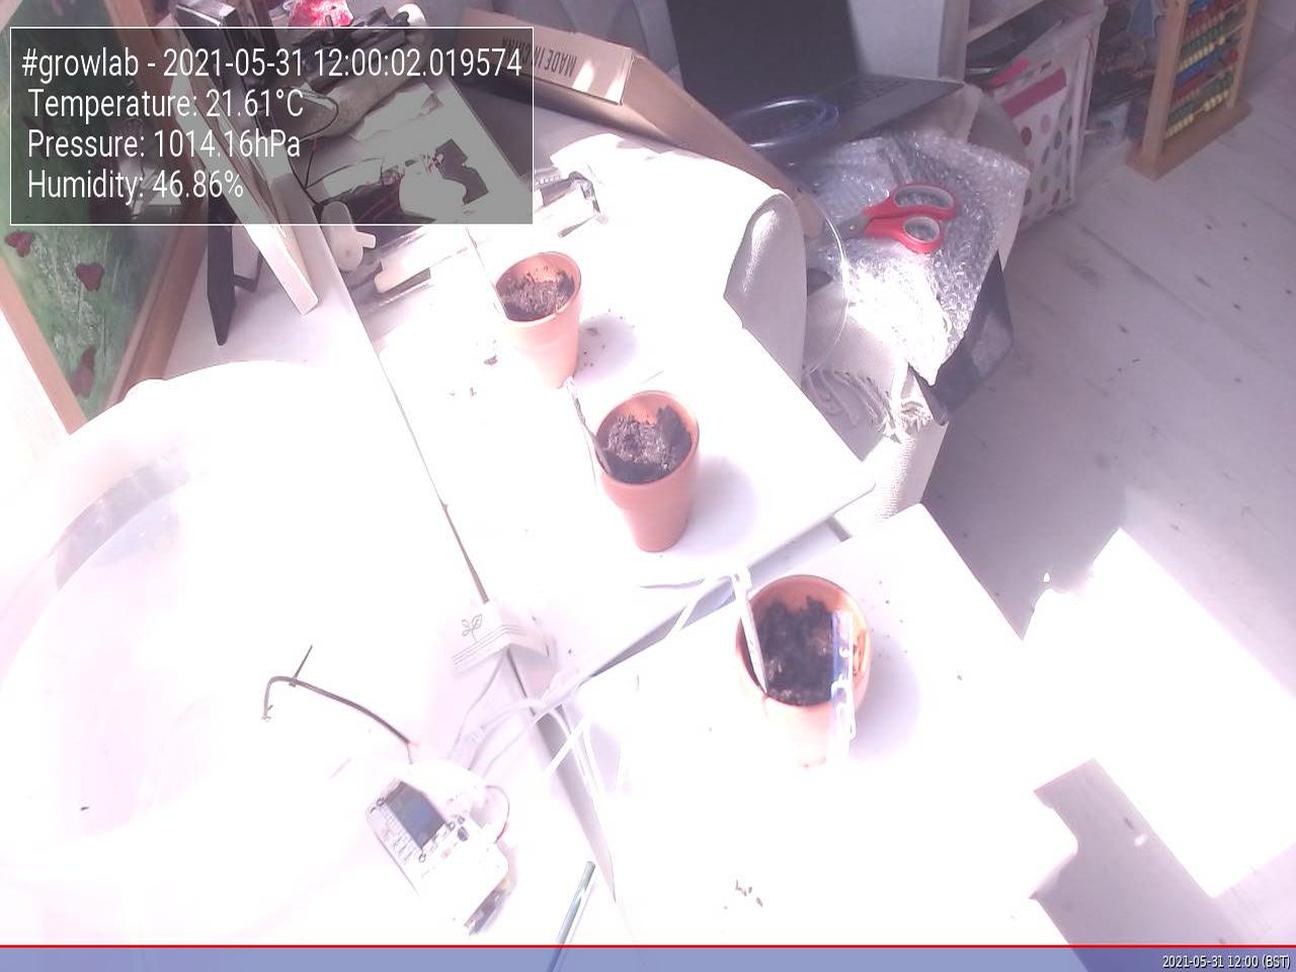 #growlab - 2021-05-31 12:00:02.019574
Temperature: 21.61°C
Pressure: 1014.16hPa
Humidity: 46.86%
MADE IN CHINA
2021-05-31 12:00 (BST)